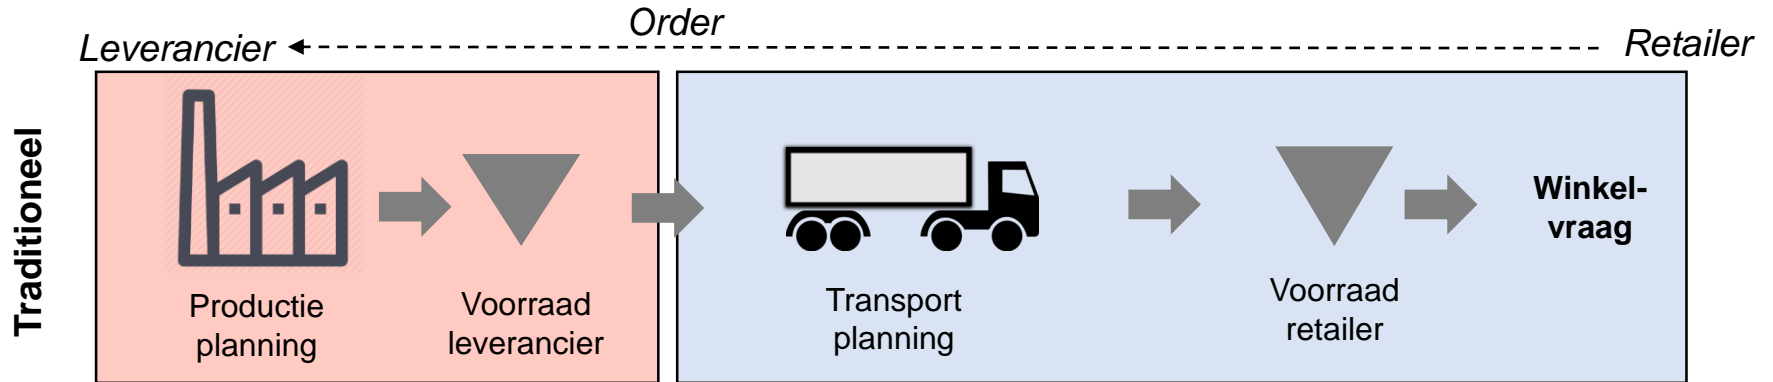 Order
Leverancier
Retailer
Traditioneel
Productie
planning
Voorraad
leverancier
Transport
planning
Voorraad
retailer
Winkel-
vraag